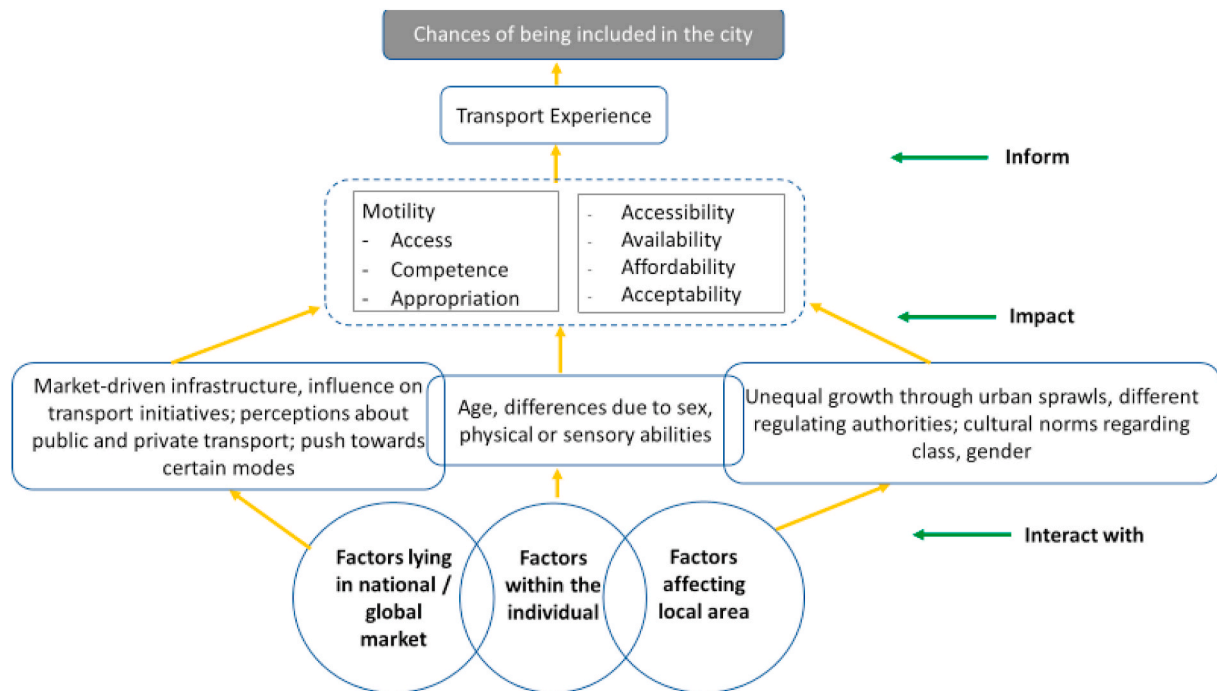 Chances of being included in the city
Transport Experience
Inform
Motility
- Access
- Competence
- Appropriation
- Accessibility
- Availability
- Affordability
- Acceptability
Impact
Market-driven infrastructure, influence on
transport initiatives; perceptions about
public and private transport; push towards
certain modes
Age, differences due to sex,
physical or sensory abilities
Unequal growth through urban sprawls, different
regulating authorities; cultural norms regarding
class, gender
Interact with
Factors lying
in national /
global
market
Factors
within the
individual
Factors
affecting
local area